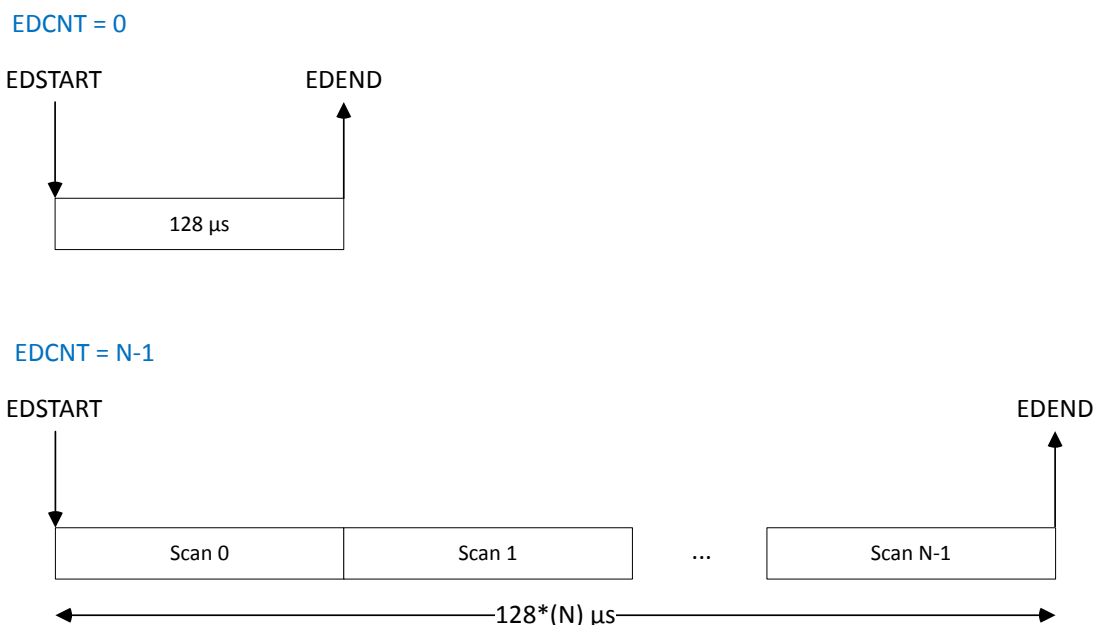 EDCNT = 0
EDSTART EDEND
128 µs
EDCNT = N-1
EDSTART EDEND
Scan 0 Scan 1 ... Scan N-1
128*(N) µs